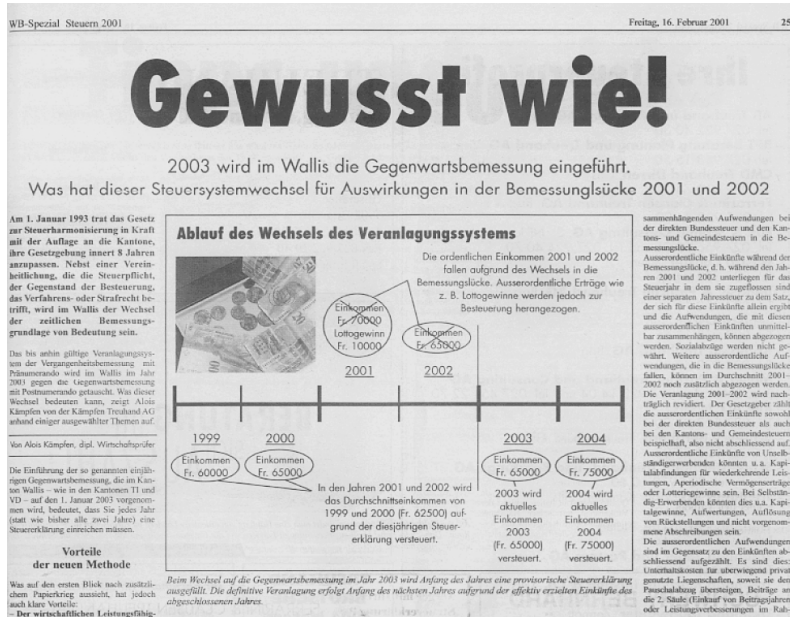 WB-Spezial Steuern 2001
Freitag, 16. Februar 2001
25
Gewusst wie!
2003 wird im Wallis die Gegenwartsbemessung eingeführt.
Was hat dieser Steuersystemwechsel für Auswirkungen in der Bemessunglsücke 2001 und 2002
Am 1. Januar 1993 trat das Gesetz
zur Steuerharmonisierung in Kraft
mit der Auflage an die Kantone,
ihre Gesetzgebung innert 8 Jahren
anzupassen. Nebst einer Verein-
heitlichung, die die Steuerpflicht,
der Gegenstand der Besteuerung,
das Verfahrens- oder Strafrecht be-
trifft, wird im Wallis der Wechsel
der zeitlichen Bemessungs-
grundlage von Bedeutung sein.
Das bis anhin gültige Veranlagungssys-
tem der Vergangenheitsbemessung mit
Pränumerando wird im Wallis im Jahr
2003 gegen die Gegenwartsbemessung
mit Postnumerando getauscht. Was dieser
Wechsel bedeuten kann, zeigt Alois
Kämpfen von der Kämpfen Treuhand AG
anhand einiger ausgewählter Themen auf.
Von Alois Kämpfen, dipl. Wirtschaftsprüfer
Die Einführung der so genannten einjäh-
rigen Gegenwartsbemessung, die im Kan-
ton Wallis – wie in den Kantonen TI und
VD – auf den 1. Januar 2003 vorgenom-
men wird, bedeutet, dass Sie jedes Jahr
(statt wie bisher alle zwei Jahre) eine
Steuererklärung einreichen müssen.
Vorteile
der neuen Methode
Was auf den ersten Blick nach zusätzli-
chem Papierkrieg aussieht, hat jedoch
auch klare Vorteile:
– Der wirtschaftlichen Leistungsfähig-
Ablauf des Wechsels des Veranlagungssystems
Die ordentlichen Einkommen 2001 und 2002
fallen aufgrund des Wechsels in die
Bemessungslücke. Ausserordentliche Erträge wie
z. B. Lottogewinne werden jedoch zur
Besteuerung herangezogen.
Einkommen
Fr. 70000
Lottogewinn
Fr. 10000
2001
Einkommen
Fr. 65000
2002
1999
Einkommen
Fr. 60000
2000
Einkommen
Fr. 65000
In den Jahren 2001 und 2002 wird
das Durchschnittseinkommen von
1999 und 2000 (Fr. 62500) auf-
grund der diesjährigen Steuer-
erklärung versteuert.
2003
Einkommen
Fr. 65000
2003 wird
aktuelles
Einkommen
2003
(Fr. 65000)
versteuert.
2004
Einkommen
Fr. 75000
2004 wird
aktuelles
Einkommen
2004
(Fr. 75000)
versteuert.
Beim Wechsel auf die Gegenwartsbemessung im Jahr 2003 wird Anfang des Jahres eine provisorische Steuererklärung
ausgefüllt. Die definitive Veranlagung erfolgt Anfang des nächsten Jahres aufgrund der effektiv erzielten Einkünfte des
abgeschlossenen Jahres.
sammenhängenden Aufwendungen bei
der direkten Bundessteuer und den Kan-
tons- und Gemeindesteuern in die Be-
messungslücke.
Ausserordentliche Einkünfte während der
Bemessungslücke, d. h. während den Jah-
ren 2001 und 2002 unterliegen für das
Steuerjahr in dem sie zugeflossen sind
einer separaten Jahressteuer zu dem Satz,
der sich für diese Einkünfte allein ergibt
und die Aufwendungen, die mit diesen
ausserordentlichen Einkünften unmittel-
bar zusammenhängen, können abgezogen
werden. Sozialabzüge werden nicht ge-
währt. Weitere ausserordentliche Auf-
wendungen, die in die Bemessungslücke
fallen, können im Durchschnitt 2001–
2002 noch zusätzlich abgezogen werden.
Die Veranlagung 2001–2002 wird nach-
träglich revidiert. Der Gesetzgeber zählt
die ausserordentlichen Einkünfte sowohl
bei der direkten Bundessteuer als auch
bei den Kantons- und Gemeindesteuern
beispielhaft, also nicht abschliessend auf.
Ausserordentliche Einkünfte von Unselb-
ständigerwerbenden könnten u. a. Kapi-
talabfindungen für wiederkehrende Leis-
tungen, Aperiodische Vermögenserträge
oder Lotteriegewinne sein. Bei Selbstän-
dig-Erwerbenden könnten dies u.a. Kapi-
talgewinne, Aufwertungen, Auflösung
von Rückstellungen und nicht vorgenom-
mene Abschreibungen sein.
Die ausserordentlichen Aufwendungen
sind im Gegensatz zu den Einkünften ab-
schliessend aufgezählt. Es sind dies:
Unterhaltskosten für überwiegend privat
genutzte Liegenschaften, soweit sie den
Pauschalabzug übersteigen, Beiträge an
die 2. Säule (Einkauf von Beitragsjahren
oder Leistungsverbesserungen im Rah-